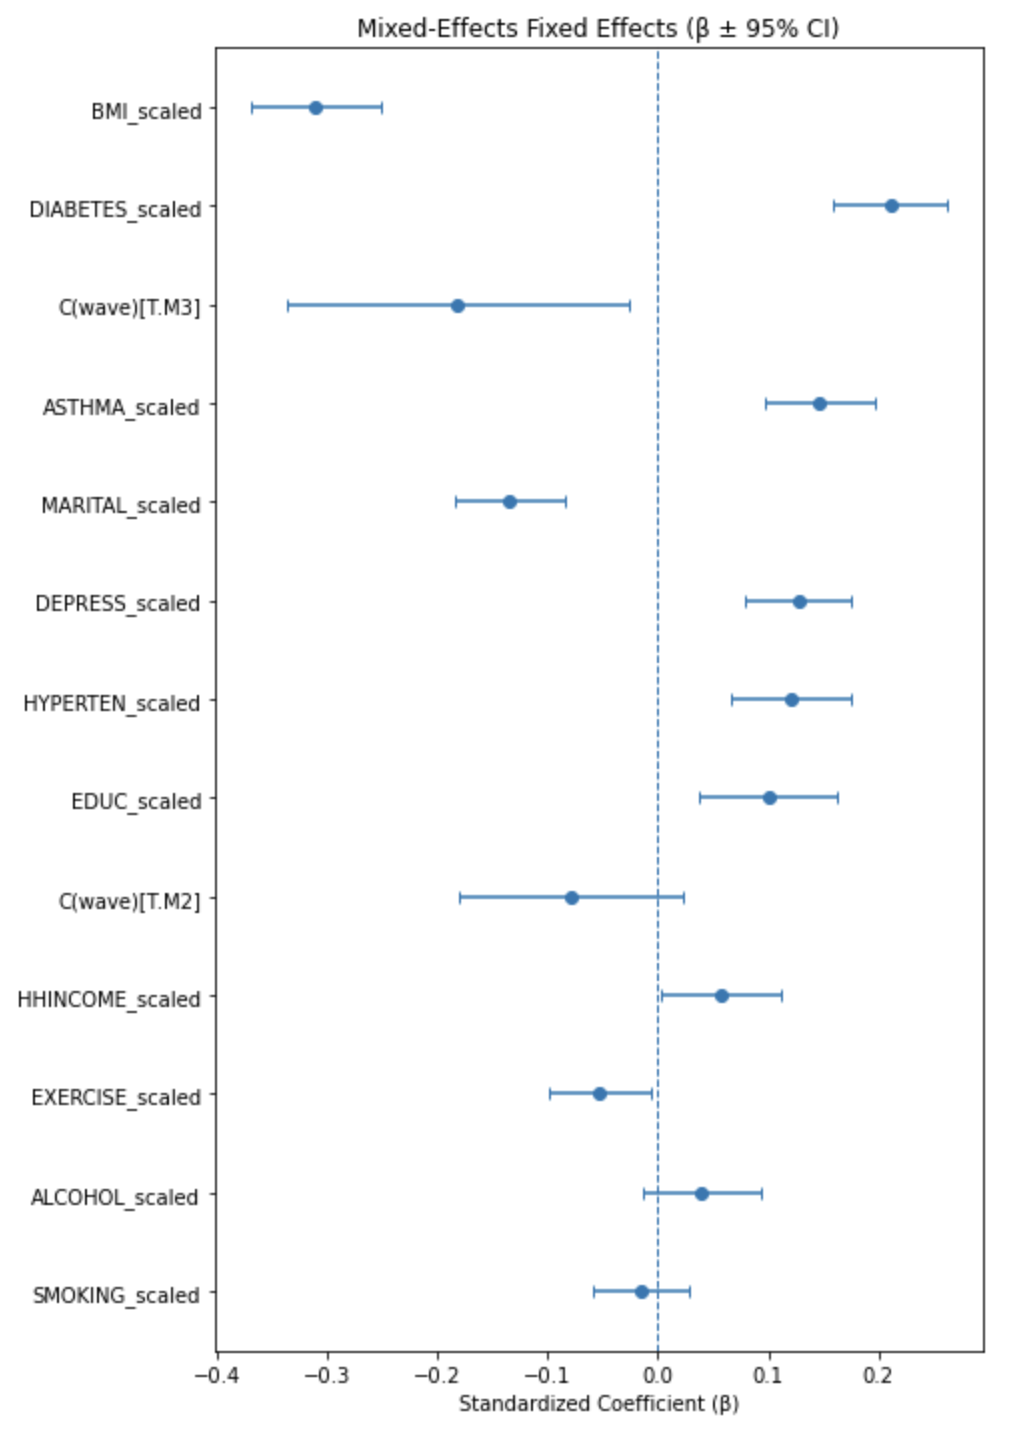 Mixed-Effects Fixed Effects (β ± 95% CI)
BMI_scaled
DIABETES_scaled
C(wave)[T.M3]
ASTHMA_scaled
MARITAL_scaled
DEPRESS_scaled
HYPERTEN_scaled
EDUC_scaled
C(wave)[T.M2]
HHINCOME_scaled
EXERCISE_scaled
ALCOHOL_scaled
SMOKING_scaled
−0.4 −0.3 −0.2 −0.1 0.0 0.1 0.2
Standardized Coefficient (β)